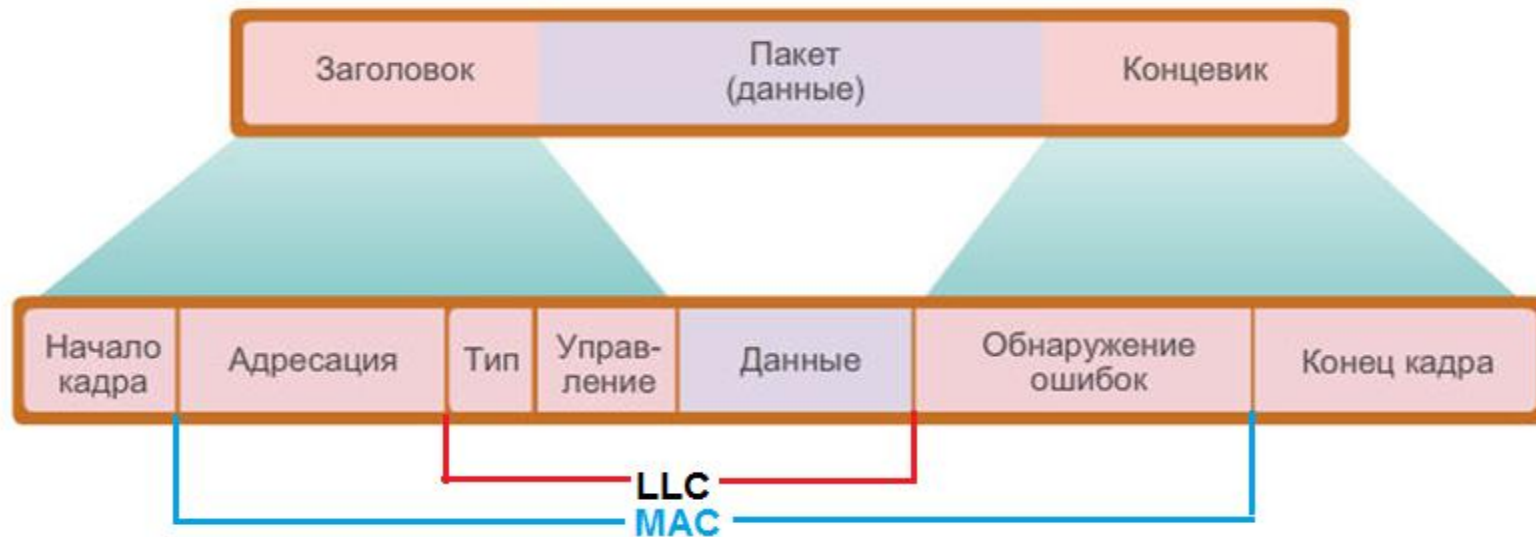 Заголовок
Пакет
(данные)
Концевик
Начало
кадра
Адресация
Тип
Управ-
ление
Данные
Обнаружение
ошибок
Конец кадра
LLC
MAC